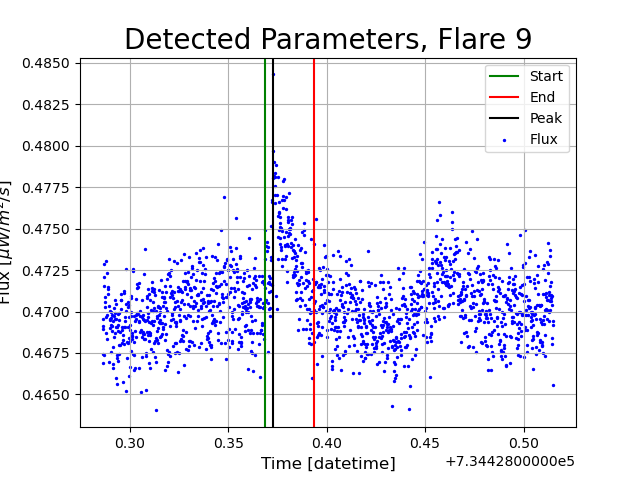 Detected Parameters, Flare 9
Flux [μW/m²/s]
0.4850
0.4825
0.4800
0.4775
0.4750
0.4725
0.4700
0.4675
0.4650
Start
End
Peak
Flux
0.30 0.35 0.40 0.45 0.50
+7.3442800000e5
Time [datetime]